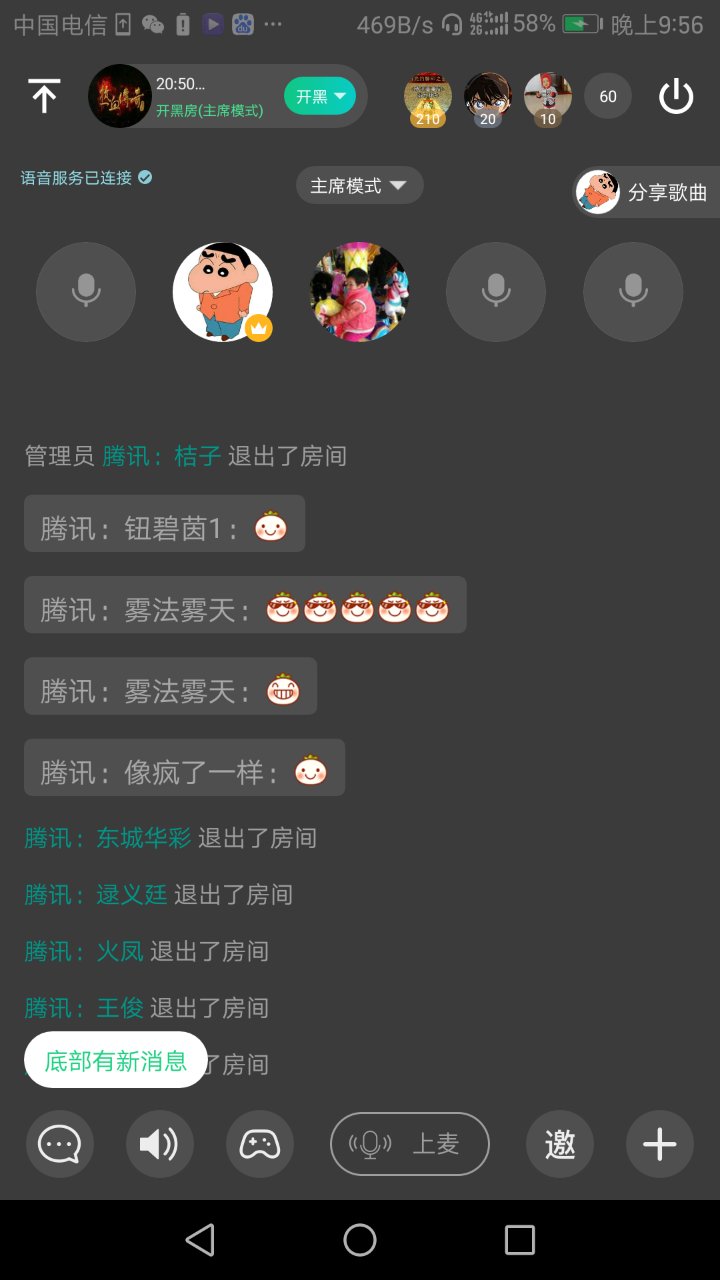 中国电信
469B/s
4G
2G
58%
晚上9:56
20:50...
开黑房(主席模式)
开黑
210
20
10
60
语音服务已连接
主席模式
分享歌曲
管理员 腾讯：桔子 退出了房间
腾讯：钮碧茵1：
腾讯：雾法雾天：
腾讯：雾法雾天：
腾讯：像疯了一样：
腾讯：东城华彩 退出了房间
腾讯：逯义廷 退出了房间
腾讯：火凤 退出了房间
腾讯：王俊 退出了房间
底部有新消息
了房间
上麦
邀